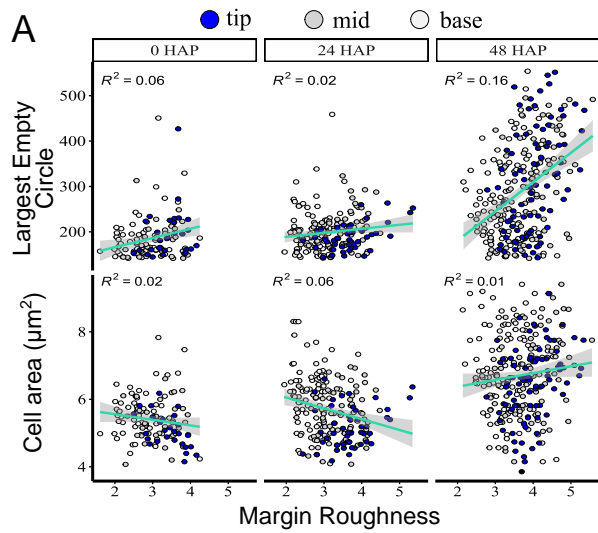 A
tip mid base
0 HAP 24 HAP 48 HAP
R² = 0.06 R² = 0.02 R² = 0.16
Largest Empty
Circle
500
400
300
200
R² = 0.02 R² = 0.06 R² = 0.01
Cell area (μm²)
8
6
4
2 3 4 5 2 3 4 5 2 3 4 5
Margin Roughness